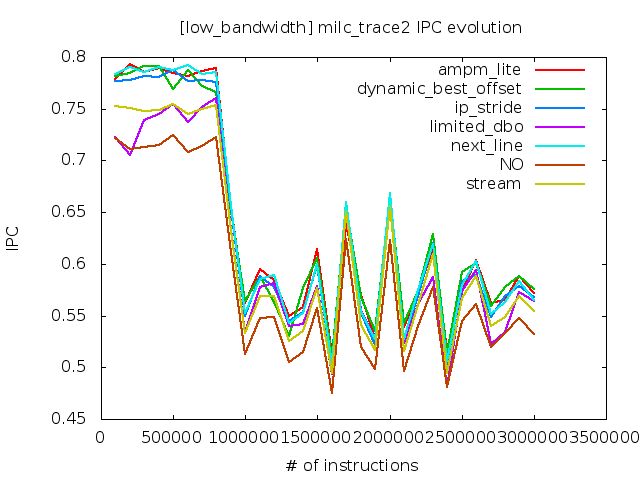 [low_bandwidth] milc_trace2 IPC evolution
0.8
0.75
0.7
0.65
0.6
0.55
0.5
0.45
IPC
ampm_lite
dynamic_best_offset
ip_stride
limited_dbo
next_line
NO
stream
0 500000 1000000 1500000 2000000 2500000 3000000 3500000
# of instructions